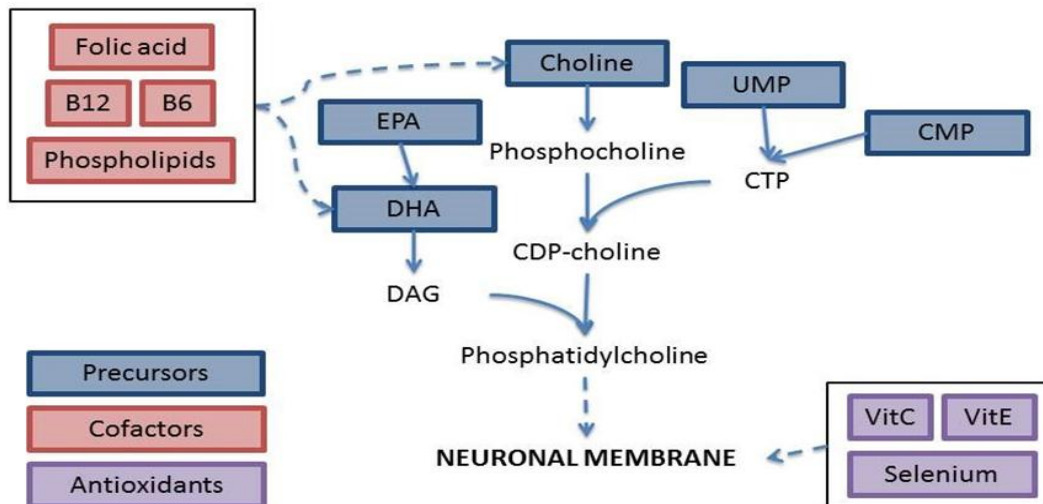 Folic acid
B12 B6
Phospholipids
Choline
UMP
EPA
CMP
Phosphocholine
CTP
DHA
CDP-choline
DAG
Phosphatidylcholine
Precursors
Cofactors
Antioxidants
NEURONAL MEMBRANE
VitC VitE
Selenium